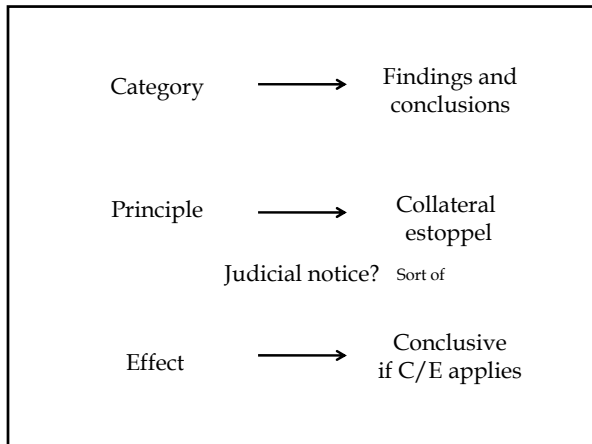 Category
Findings and
conclusions
Principle
Collateral
estoppel
Judicial notice? Sort of
Effect
Conclusive
if C/E applies